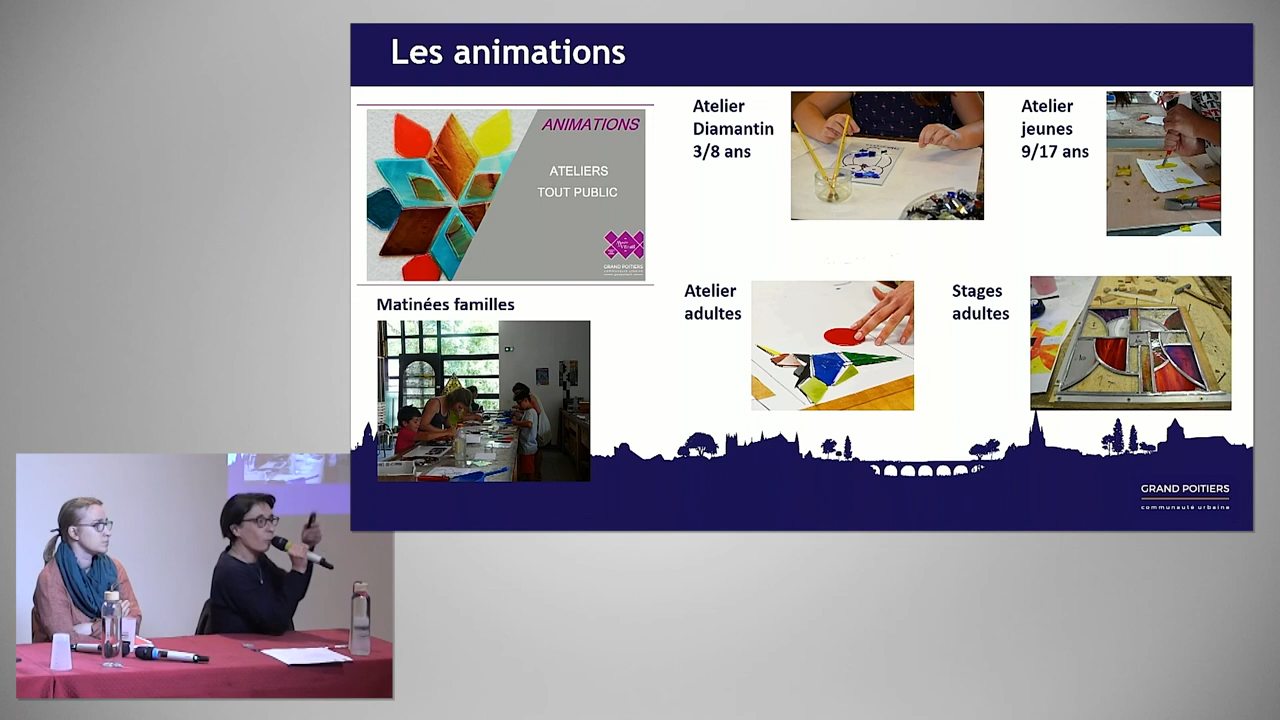 Les animations
ANIMATIONS
ATELIERS
TOUT PUBLIC
GRAND POITIERS
Matinées familles
Atelier
Diamantin
3/8 ans
Atelier
jeunes
9/17 ans
Atelier
adultes
Stages
adultes
GRAND POITIERS
communauté urbaine